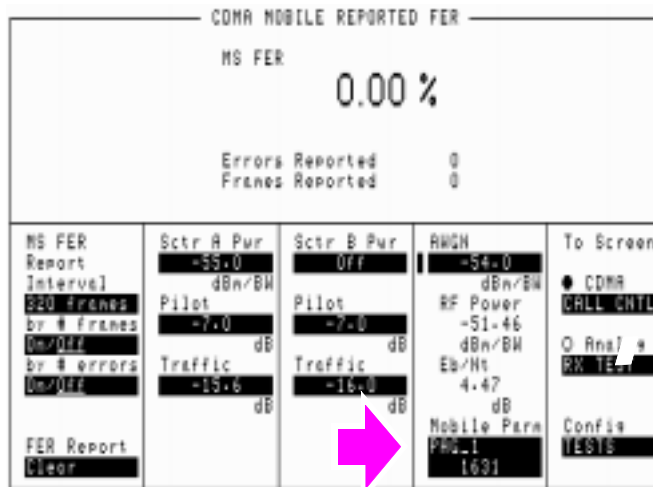 CDMA MOBILE REPORTED FER
MS FER
0.00 %
Errors Reported 0
Frames Reported 0
MS FER
Report
Interval
320 frames
by # frames
On/Off
by # errors
On/Off
FER Report
Clear
Sctr A Pwr
-55.0
dBm/BW
Pilot
-7.0
dB
Traffic
-15.6
dB
Sctr B Pwr
Off
Pilot
-7.0
dB
Traffic
-16.0
dB
AWGN
-54.0
dBm/BW
RF Power
-51.46
dBm/BW
Eb/Nt
4.47
dB
Mobile Parm
PAG_1
1631
To Screen
CDMA
CALL CNTL
RX TEST
Config
TESTS